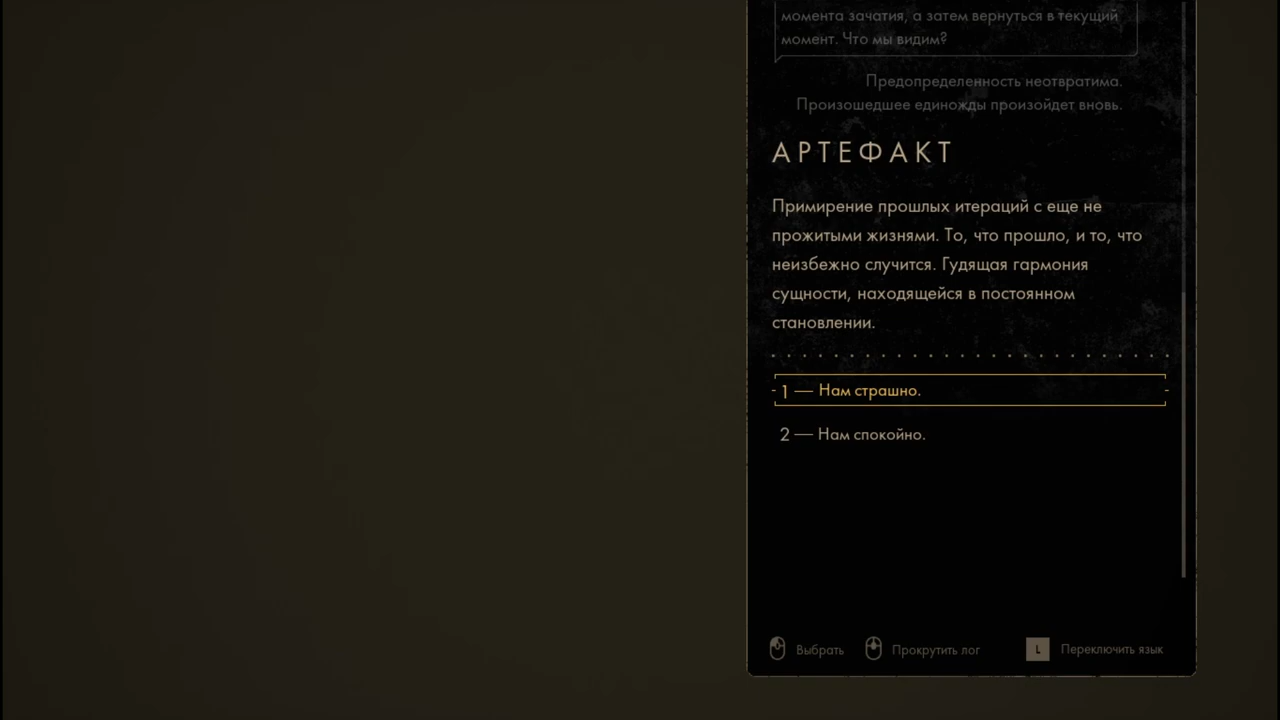 момента зачатия, а затем вернуться в текущий
момент. Что мы видим?
Предопределенность неотвратима.
Произошедшее единожды произойдет вновь.
АРТЕФАКТ
Примирение прошлых итераций с еще не
прожитыми жизнями. То, что прошло, и то, что
неизбежно случится. Гудящая гармония
сущности, находящейся в постоянном
становлении.
1 — Нам страшно.
2 — Нам спокойно.
Выбрать Прокрутить лог L Переключить язык